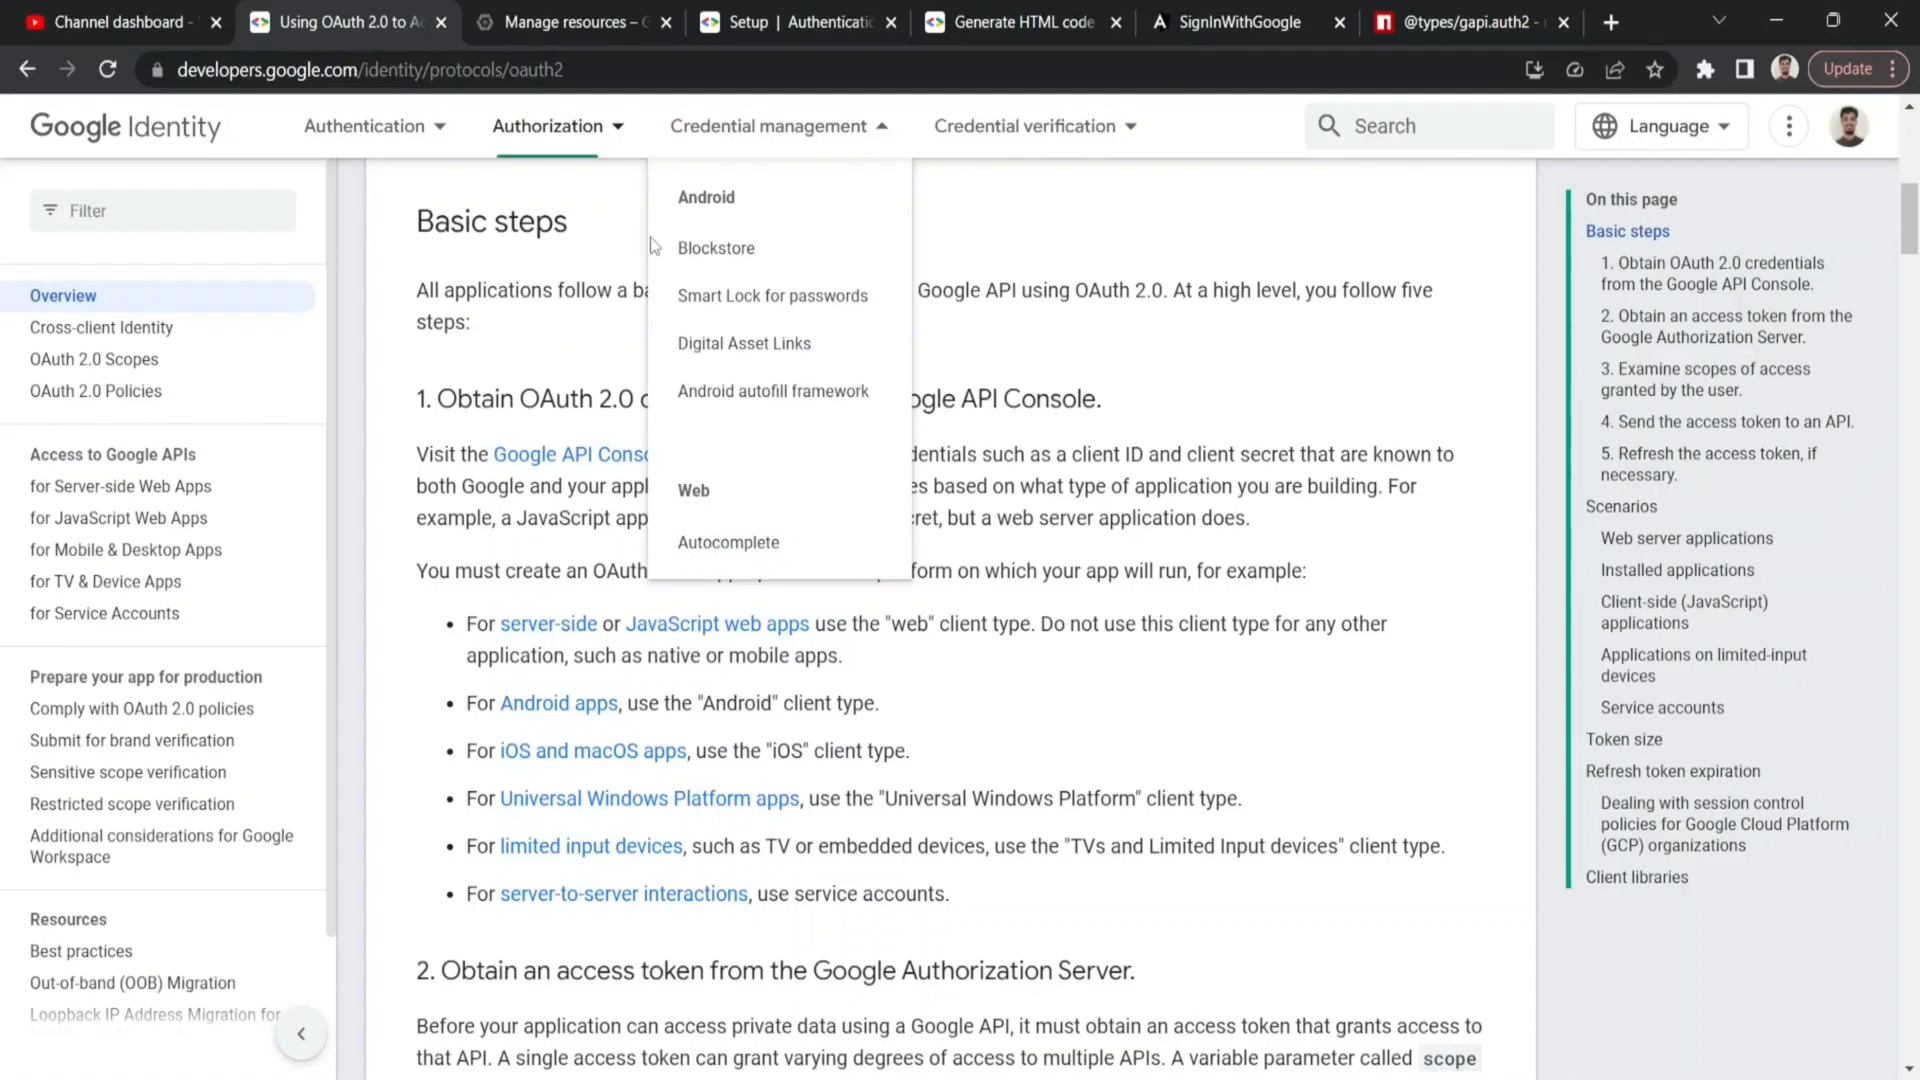 Channel dashboard -
Using OAuth 2.0 to Ac
Manage resources – G
Setup | Authenticatic
Generate HTML code
SignInWithGoogle
@types/gapi.auth2 -
developers.google.com/identity/protocols/oauth2
Update
Google Identity
Authentication
Authorization
Credential management
Credential verification
Search
Language
Filter
Overview
Cross-client Identity
OAuth 2.0 Scopes
OAuth 2.0 Policies
Access to Google APIs
for Server-side Web Apps
for JavaScript Web Apps
for Mobile & Desktop Apps
for TV & Device Apps
for Service Accounts
Prepare your app for production
Comply with OAuth 2.0 policies
Submit for brand verification
Sensitive scope verification
Restricted scope verification
Additional considerations for Google
Workspace
Resources
Best practices
Out-of-band (OOB) Migration
Loopback IP Address Migration for
Android
Blockstore
Smart Lock for passwords
Digital Asset Links
Android autofill framework
Web
Autocomplete
Basic steps
All applications follow a ba Google API using OAuth 2.0. At a high level, you follow five
steps:
1. Obtain OAuth 2.0 c ogle API Console.
Visit the Google API Conso dentials such as a client ID and client secret that are known to
both Google and your appl es based on what type of application you are building. For
example, a JavaScript app cret, but a web server application does.
You must create an OAuth form on which your app will run, for example:
• For server-side or JavaScript web apps use the "web" client type. Do not use this client type for any other
application, such as native or mobile apps.
• For Android apps, use the "Android" client type.
• For iOS and macOS apps, use the "iOS" client type.
• For Universal Windows Platform apps, use the "Universal Windows Platform" client type.
• For limited input devices, such as TV or embedded devices, use the "TVs and Limited Input devices" client type.
• For server-to-server interactions, use service accounts.
2. Obtain an access token from the Google Authorization Server.
Before your application can access private data using a Google API, it must obtain an access token that grants access to
that API. A single access token can grant varying degrees of access to multiple APIs. A variable parameter called scope
On this page
Basic steps
1. Obtain OAuth 2.0 credentials
from the Google API Console.
2. Obtain an access token from the
Google Authorization Server.
3. Examine scopes of access
granted by the user.
4. Send the access token to an API.
5. Refresh the access token, if
necessary.
Scenarios
Web server applications
Installed applications
Client-side (JavaScript)
applications
Applications on limited-input
devices
Service accounts
Token size
Refresh token expiration
Dealing with session control
policies for Google Cloud Platform
(GCP) organizations
Client libraries